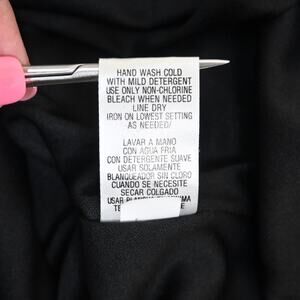 HAND WASH COLD
WITH MILD DETERGENT
USE ONLY NON-CHLORINE
BLEACH WHEN NEEDED
LINE DRY
IRON ON LOWEST SETTING
AS NEEDED/
LAVAR A MANO
CON AGUA FRIA
CON DETERGENTE SUAVE
USAR SOLAMENTE
BLANQUEADOR SIN CLORO
CUANDO SE NECESITE
SECAR COLGADO
USAR